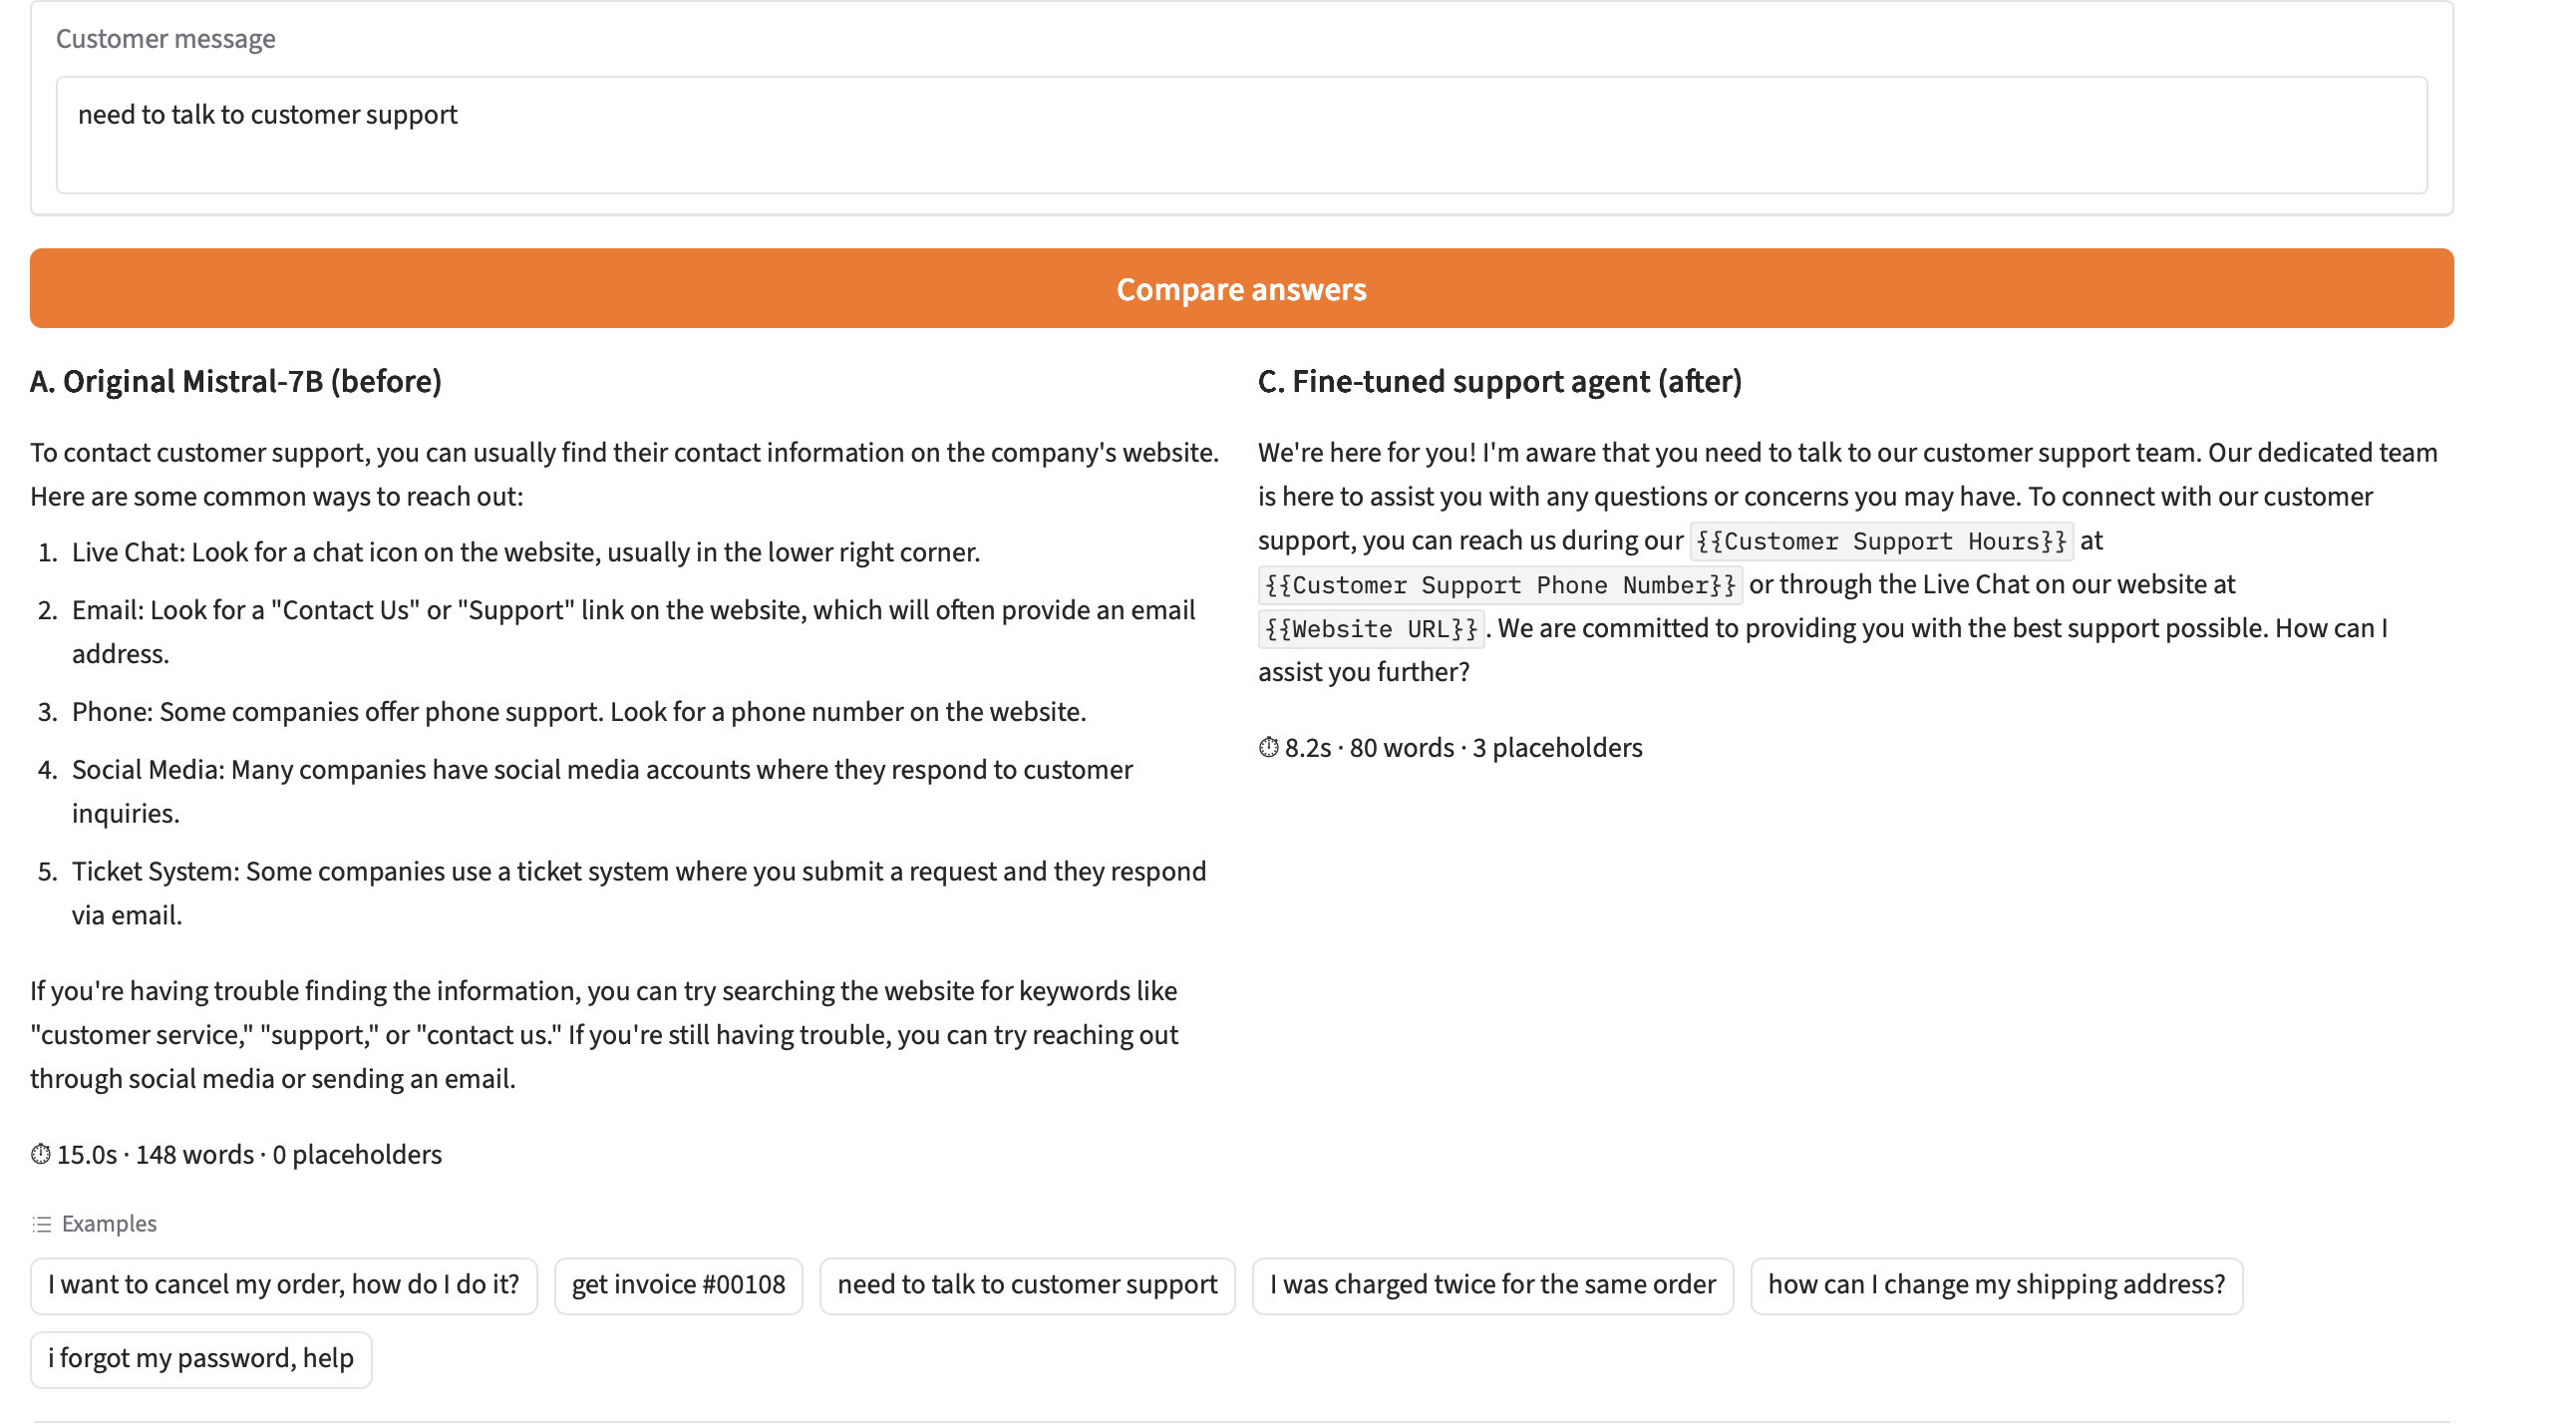 Customer message
need to talk to customer support
Compare answers
A. Original Mistral-7B (before)
To contact customer support, you can usually find their contact information on the company's website.
Here are some common ways to reach out:
1. Live Chat: Look for a chat icon on the website, usually in the lower right corner.
2. Email: Look for a "Contact Us" or "Support" link on the website, which will often provide an email
address.
3. Phone: Some companies offer phone support. Look for a phone number on the website.
4. Social Media: Many companies have social media accounts where they respond to customer
inquiries.
5. Ticket System: Some companies use a ticket system where you submit a request and they respond
via email.
If you're having trouble finding the information, you can try searching the website for keywords like
"customer service," "support," or "contact us." If you're still having trouble, you can try reaching out
through social media or sending an email.
⏱ 15.0s · 148 words · 0 placeholders
C. Fine-tuned support agent (after)
We're here for you! I'm aware that you need to talk to our customer support team. Our dedicated team
is here to assist you with any questions or concerns you may have. To connect with our customer
support, you can reach us during our {{Customer Support Hours}} at
{{Customer Support Phone Number}} or through the Live Chat on our website at
{{Website URL}}. We are committed to providing you with the best support possible. How can I
assist you further?
⏱ 8.2s · 80 words · 3 placeholders
Examples
I want to cancel my order, how do I do it?
get invoice #00108
need to talk to customer support
I was charged twice for the same order
how can I change my shipping address?
i forgot my password, help